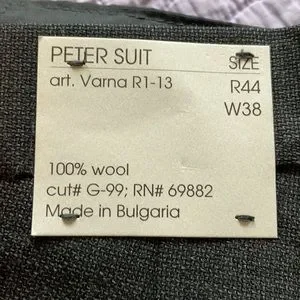 PETER SUIT SIZE
art. Varna R1-13 R44
W38
100% wool
cut# G-99; RN# 69882
Made in Bulgaria